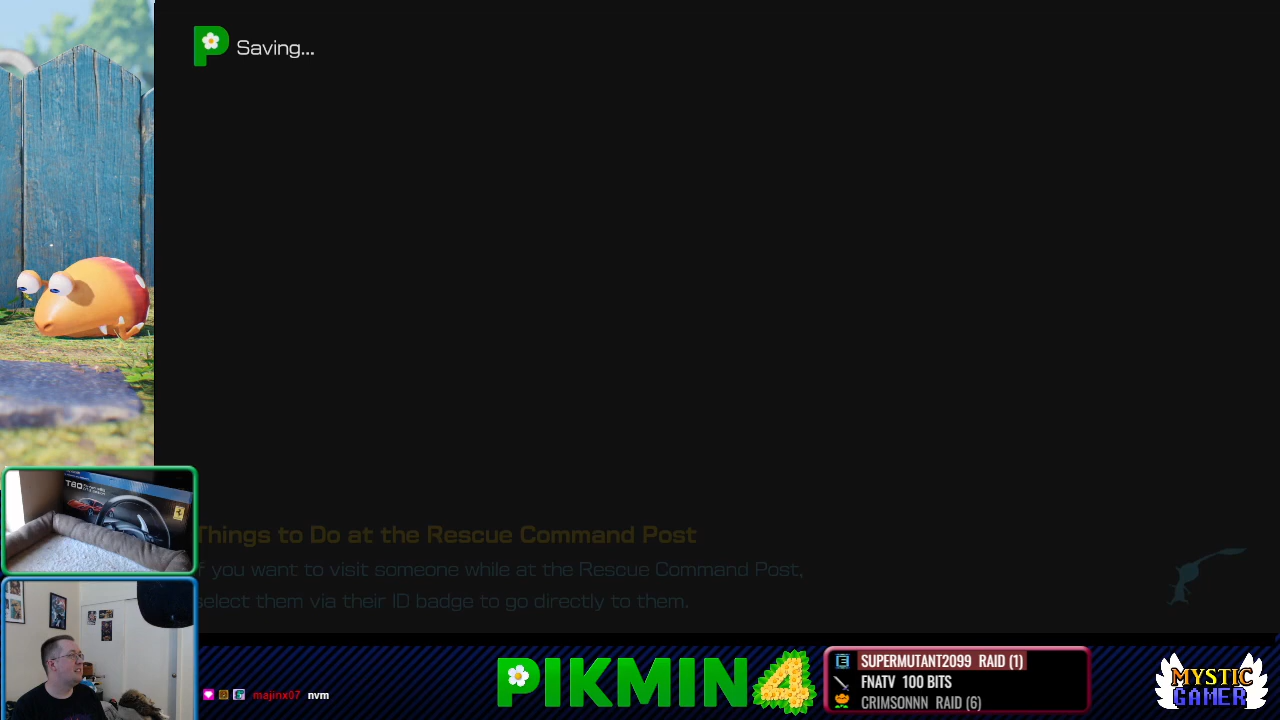 Saving...
T80
Things to Do at the Rescue Command Post
If you want to visit someone while at the Rescue Command Post,
select them via their ID badge to go directly to them.
majinx07 nvm
PIKMIN 4
SUPERMUTANT2099 RAID (1)
FNATV 100 BITS
CRIMSONNN RAID (6)
MYSTIC
GAMER